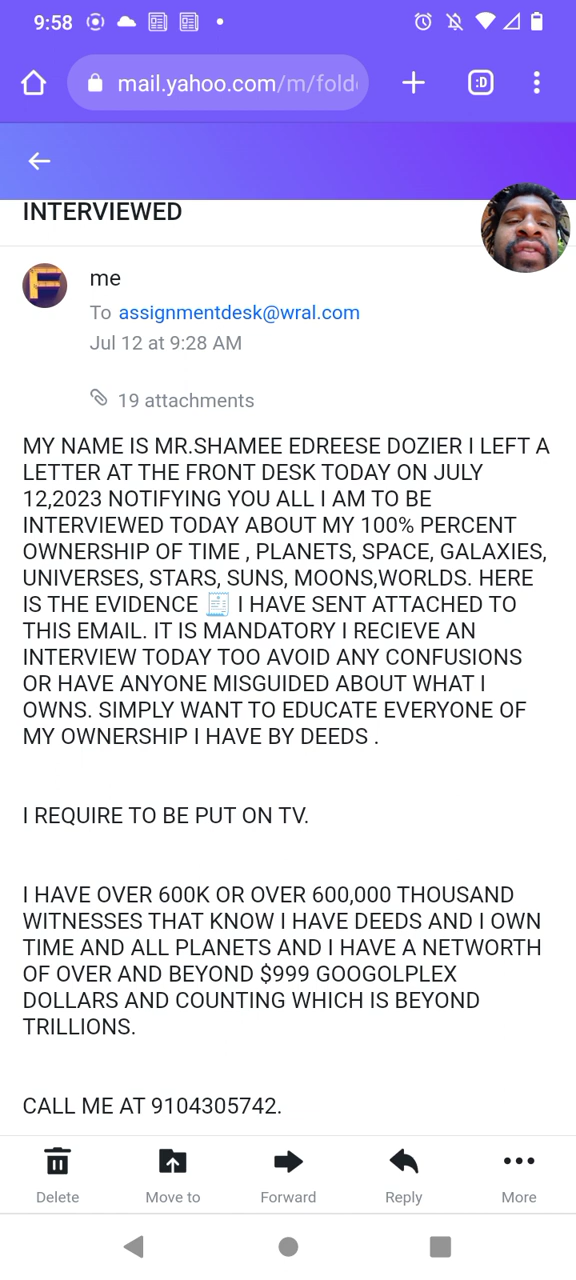 9:58
mail.yahoo.com/m/fold
:D
INTERVIEWED
F
me
To assignmentdesk@wral.com
Jul 12 at 9:28 AM
19 attachments
MY NAME IS MR.SHAMEE EDREESE DOZIER I LEFT A
LETTER AT THE FRONT DESK TODAY ON JULY
12,2023 NOTIFYING YOU ALL I AM TO BE
INTERVIEWED TODAY ABOUT MY 100% PERCENT
OWNERSHIP OF TIME , PLANETS, SPACE, GALAXIES,
UNIVERSES, STARS, SUNS, MOONS,WORLDS. HERE
IS THE EVIDENCE 🧾 I HAVE SENT ATTACHED TO
THIS EMAIL. IT IS MANDATORY I RECIEVE AN
INTERVIEW TODAY TOO AVOID ANY CONFUSIONS
OR HAVE ANYONE MISGUIDED ABOUT WHAT I
OWNS. SIMPLY WANT TO EDUCATE EVERYONE OF
MY OWNERSHIP I HAVE BY DEEDS .
I REQUIRE TO BE PUT ON TV.
I HAVE OVER 600K OR OVER 600,000 THOUSAND
WITNESSES THAT KNOW I HAVE DEEDS AND I OWN
TIME AND ALL PLANETS AND I HAVE A NETWORTH
OF OVER AND BEYOND $999 GOOGOLPLEX
DOLLARS AND COUNTING WHICH IS BEYOND
TRILLIONS.
CALL ME AT 9104305742.
Delete Move to Forward Reply More